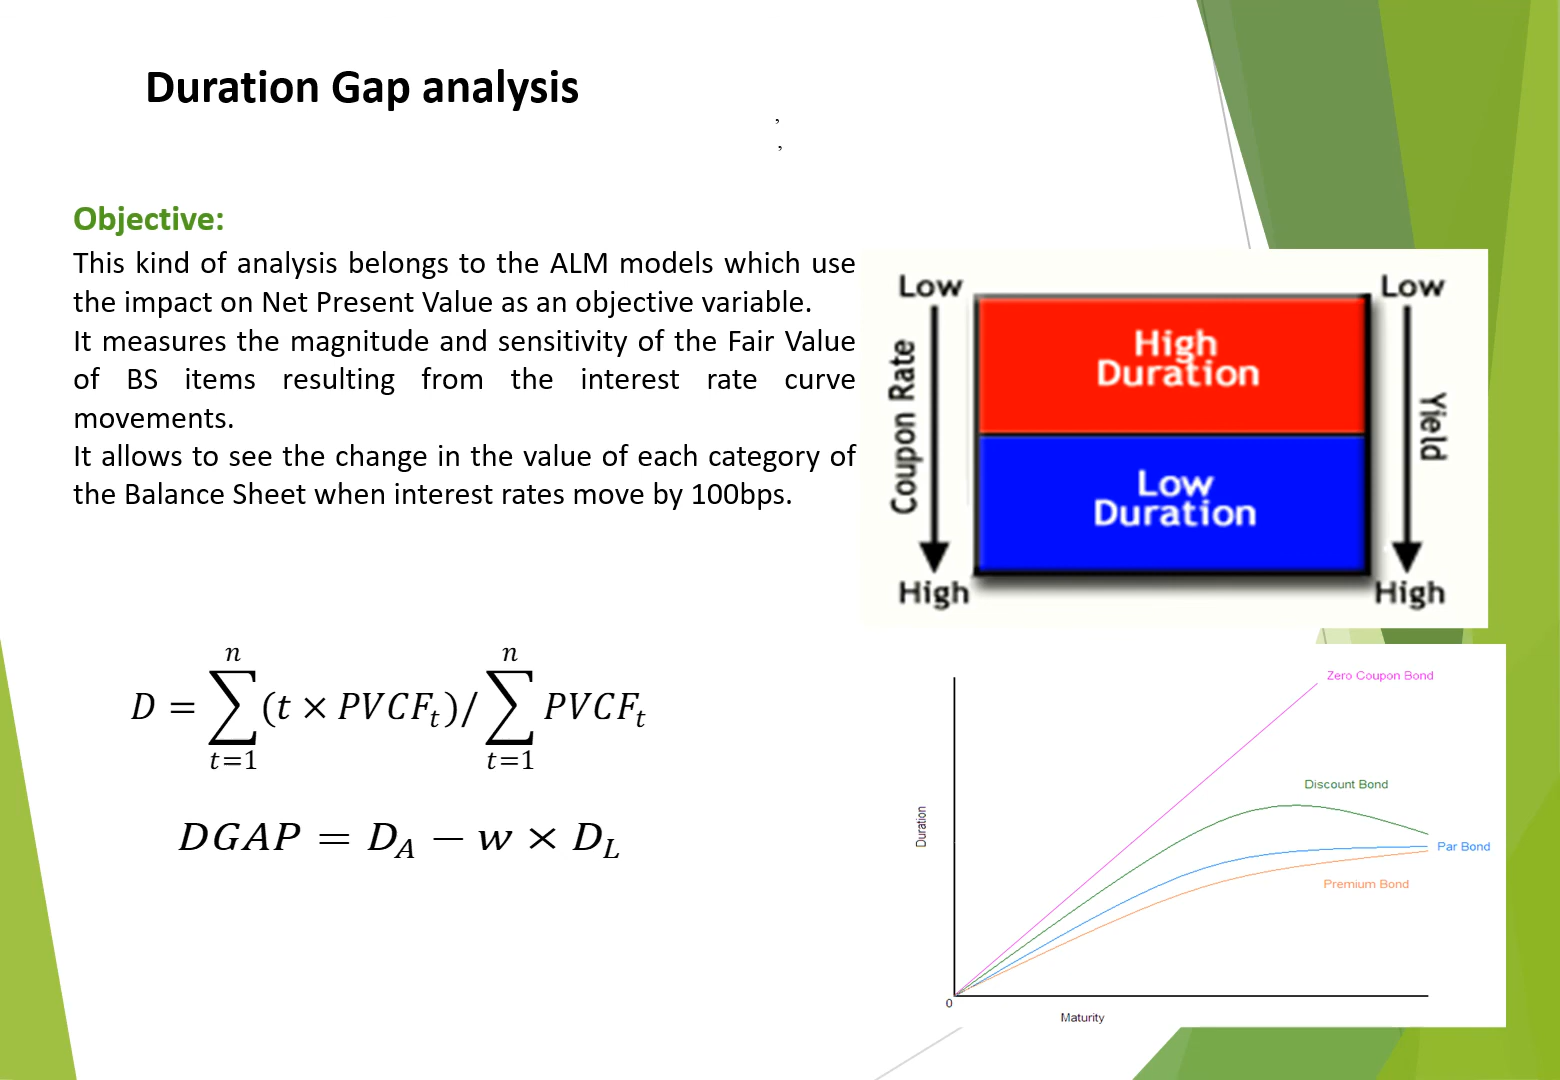 Duration Gap analysis
,
,
Objective:
This kind of analysis belongs to the ALM models which use
the impact on Net Present Value as an objective variable.
It measures the magnitude and sensitivity of the Fair Value
of BS items resulting from the interest rate curve
movements.
It allows to see the change in the value of each category of
the Balance Sheet when interest rates move by 100bps.
Low
Low
Coupon Rate
High
Duration
Low
Duration
Yield
High
High
D = ∑_{t=1}^{n}(t × PVCF_t)/ ∑_{t=1}^{n} PVCF_t
DGAP = D_A − w × D_L
Zero Coupon Bond
Discount Bond
Par Bond
Premium Bond
Duration
0
Maturity